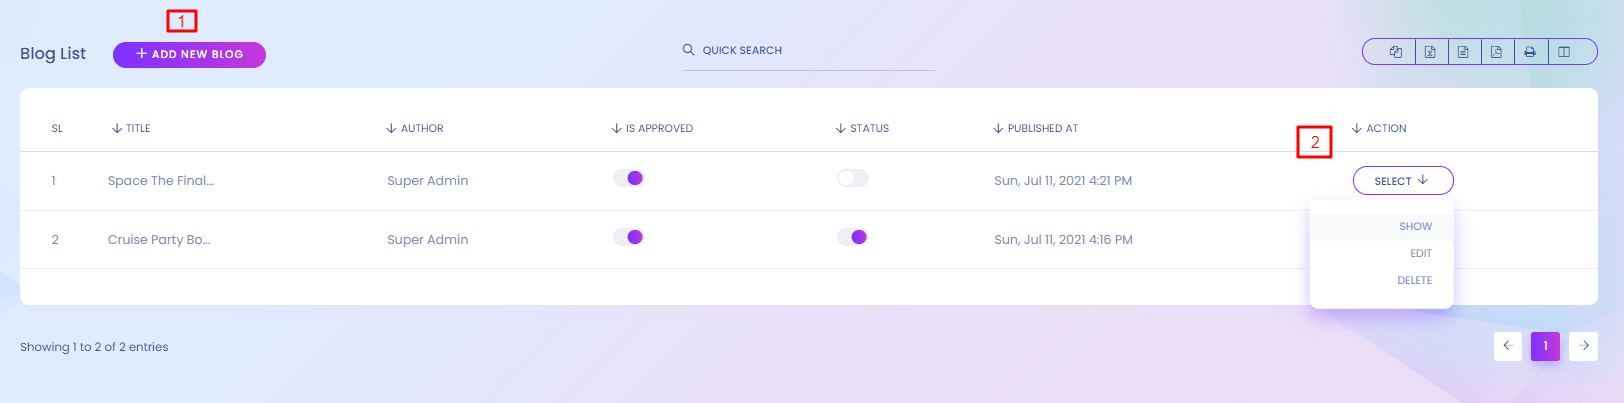 1
Blog List
+ ADD NEW BLOG
QUICK SEARCH
SL TITLE AUTHOR IS APPROVED STATUS PUBLISHED AT ACTION
2
1 Space The Final... Super Admin Sun, Jul 11, 2021 4:21 PM SELECT
SHOW
2 Cruise Party Bo... Super Admin Sun, Jul 11, 2021 4:16 PM
EDIT
DELETE
Showing 1 to 2 of 2 entries
1